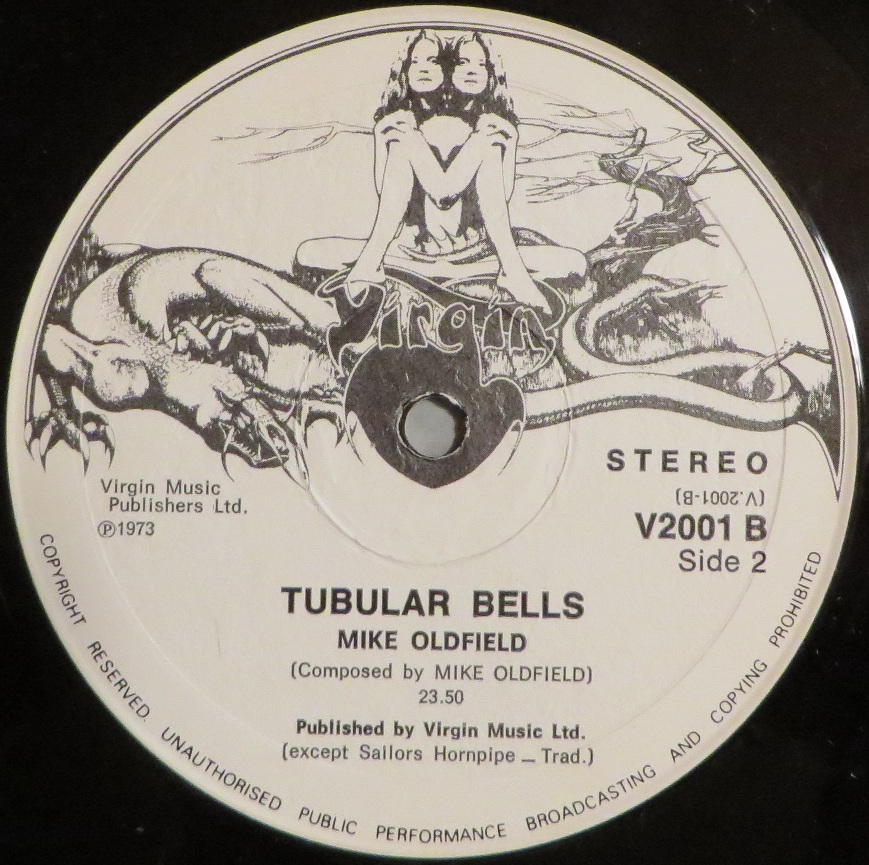 Virgin
STEREO
(V.2001-B)
V2001 B
Side 2
Virgin Music
Publishers Ltd.
℗1973
TUBULAR BELLS
MIKE OLDFIELD
(Composed by MIKE OLDFIELD)
23.50
Published by Virgin Music Ltd.
(except Sailors Hornpipe – Trad.)
COPYRIGHT RESERVED. UNAUTHORISED PUBLIC PERFORMANCE BROADCASTING AND COPYING PROHIBITED